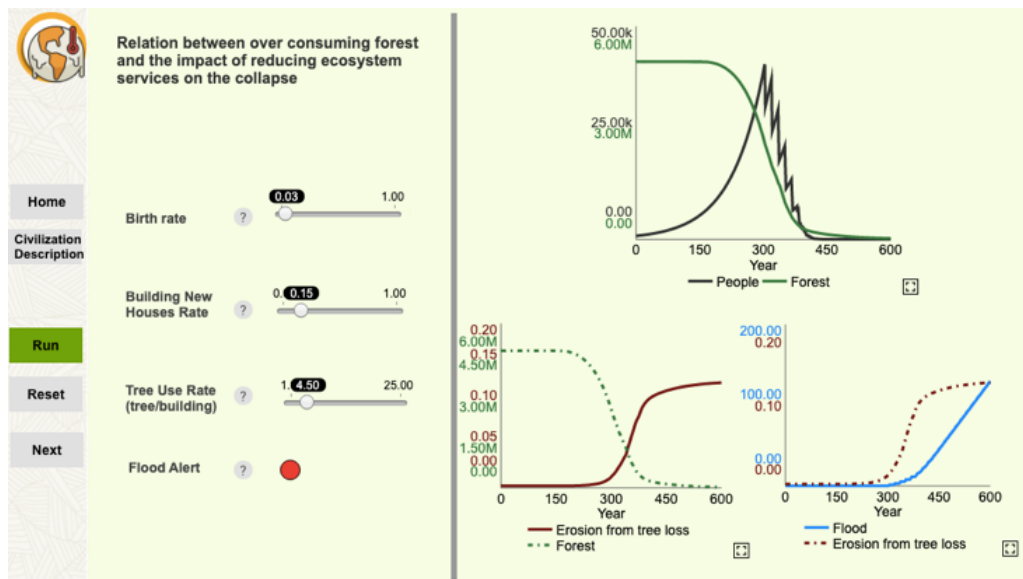 Relation between over consuming forest
and the impact of reducing ecosystem
services on the collapse
Home
Civilization
Description
Run
Reset
Next
0.03
1.00
Birth rate
?
0.
0.15
1.00
Building New
Houses Rate
?
1.
4.50
25.00
Tree Use Rate
(tree/building)
?
Flood Alert
?
50.00k
6.00M
25.00k
3.00M
0.00
0.00
0 150 300 450 600
Year
People Forest
0.20
6.00M
0.15
4.50M
0.10
3.00M
0.05
1.50M
0.00
0.00
0 150 300 450 600
Year
Erosion from tree loss
Forest
200.00
0.20
100.00
0.10
0.00
0.00
0 150 300 450 600
Year
Flood
Erosion from tree loss